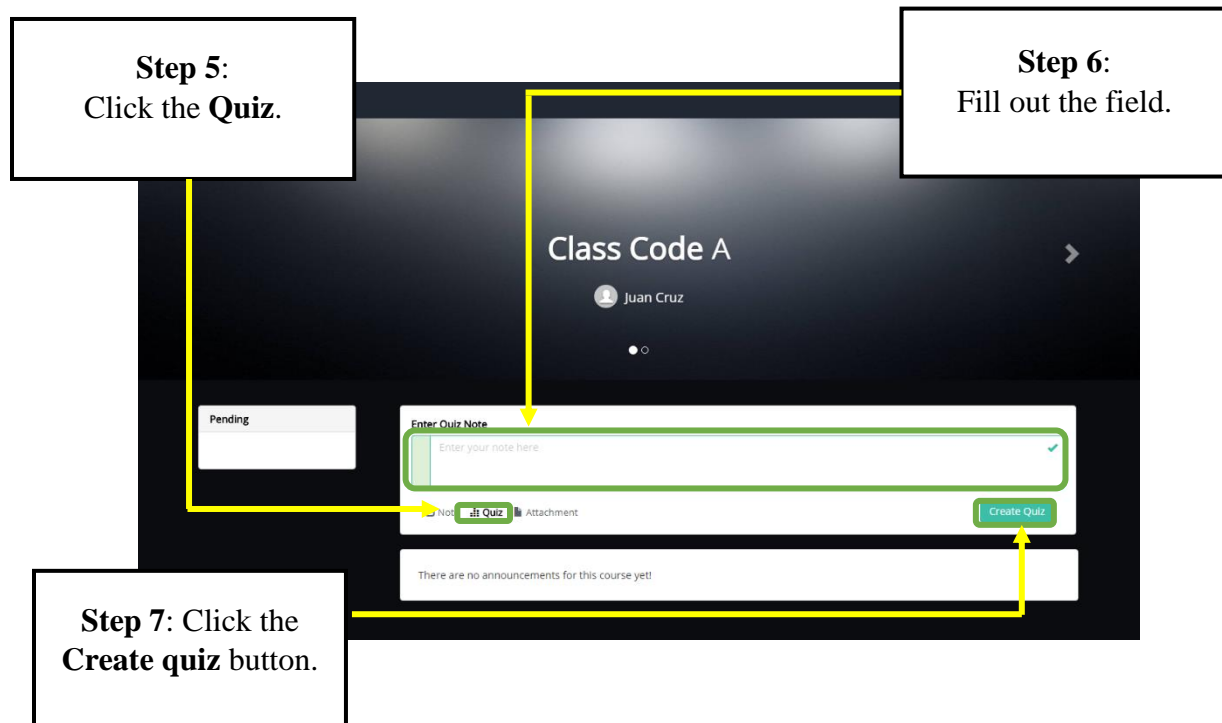 Step 5:
Click the Quiz.
Step 6:
Fill out the field.
Class Code A
Juan Cruz
Pending
Enter Quiz Note
Enter your note here
Not
Quiz
Attachment
Create Quiz
There are no announcements for this course yet!
Step 7: Click the
Create quiz button.